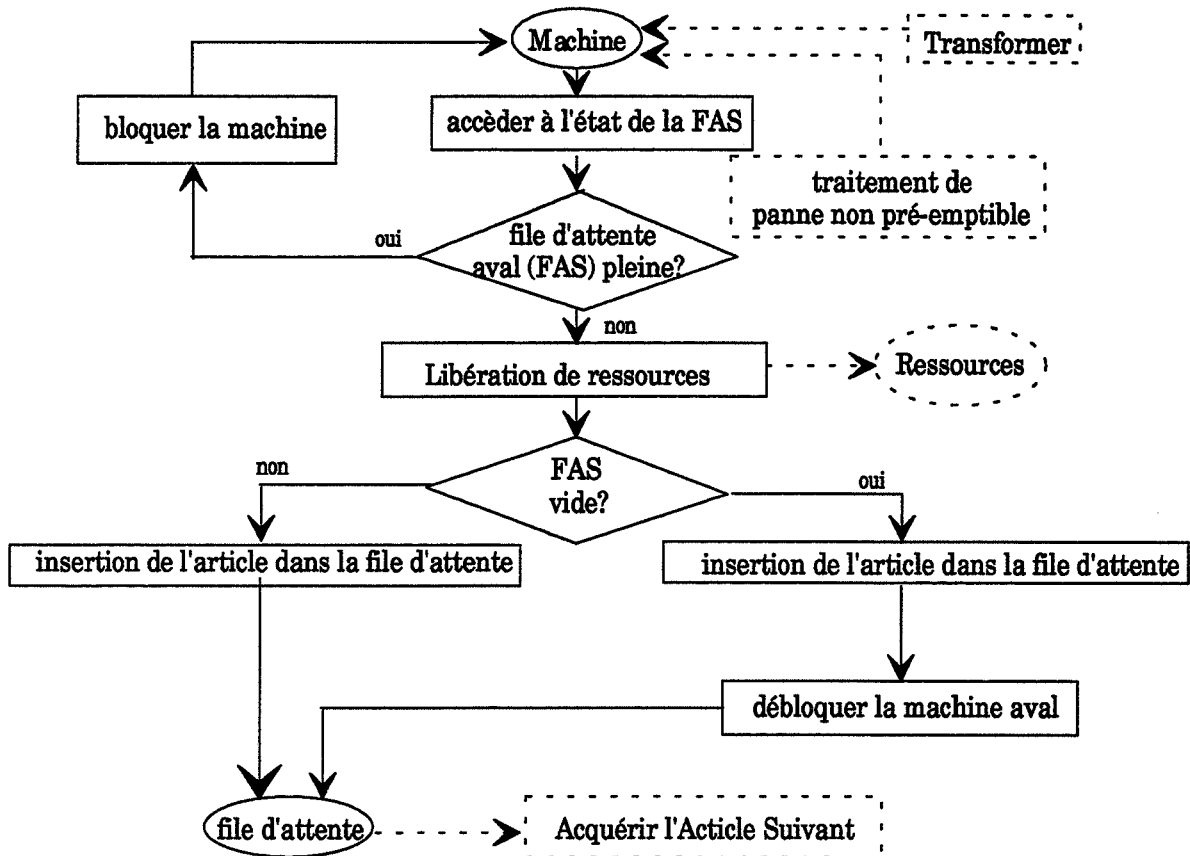 Machine
Transformer
bloquer la machine
accèder à l'état de la FAS
traitement de
panne non pré-emptible
oui
file d'attente
aval (FAS) pleine?
non
Libération de ressources
Ressources
non
FAS
vide?
oui
insertion de l'article dans la file d'attente
insertion de l'article dans la file d'attente
débloquer la machine aval
file d'attente
Acquérir l'Acticle Suivant